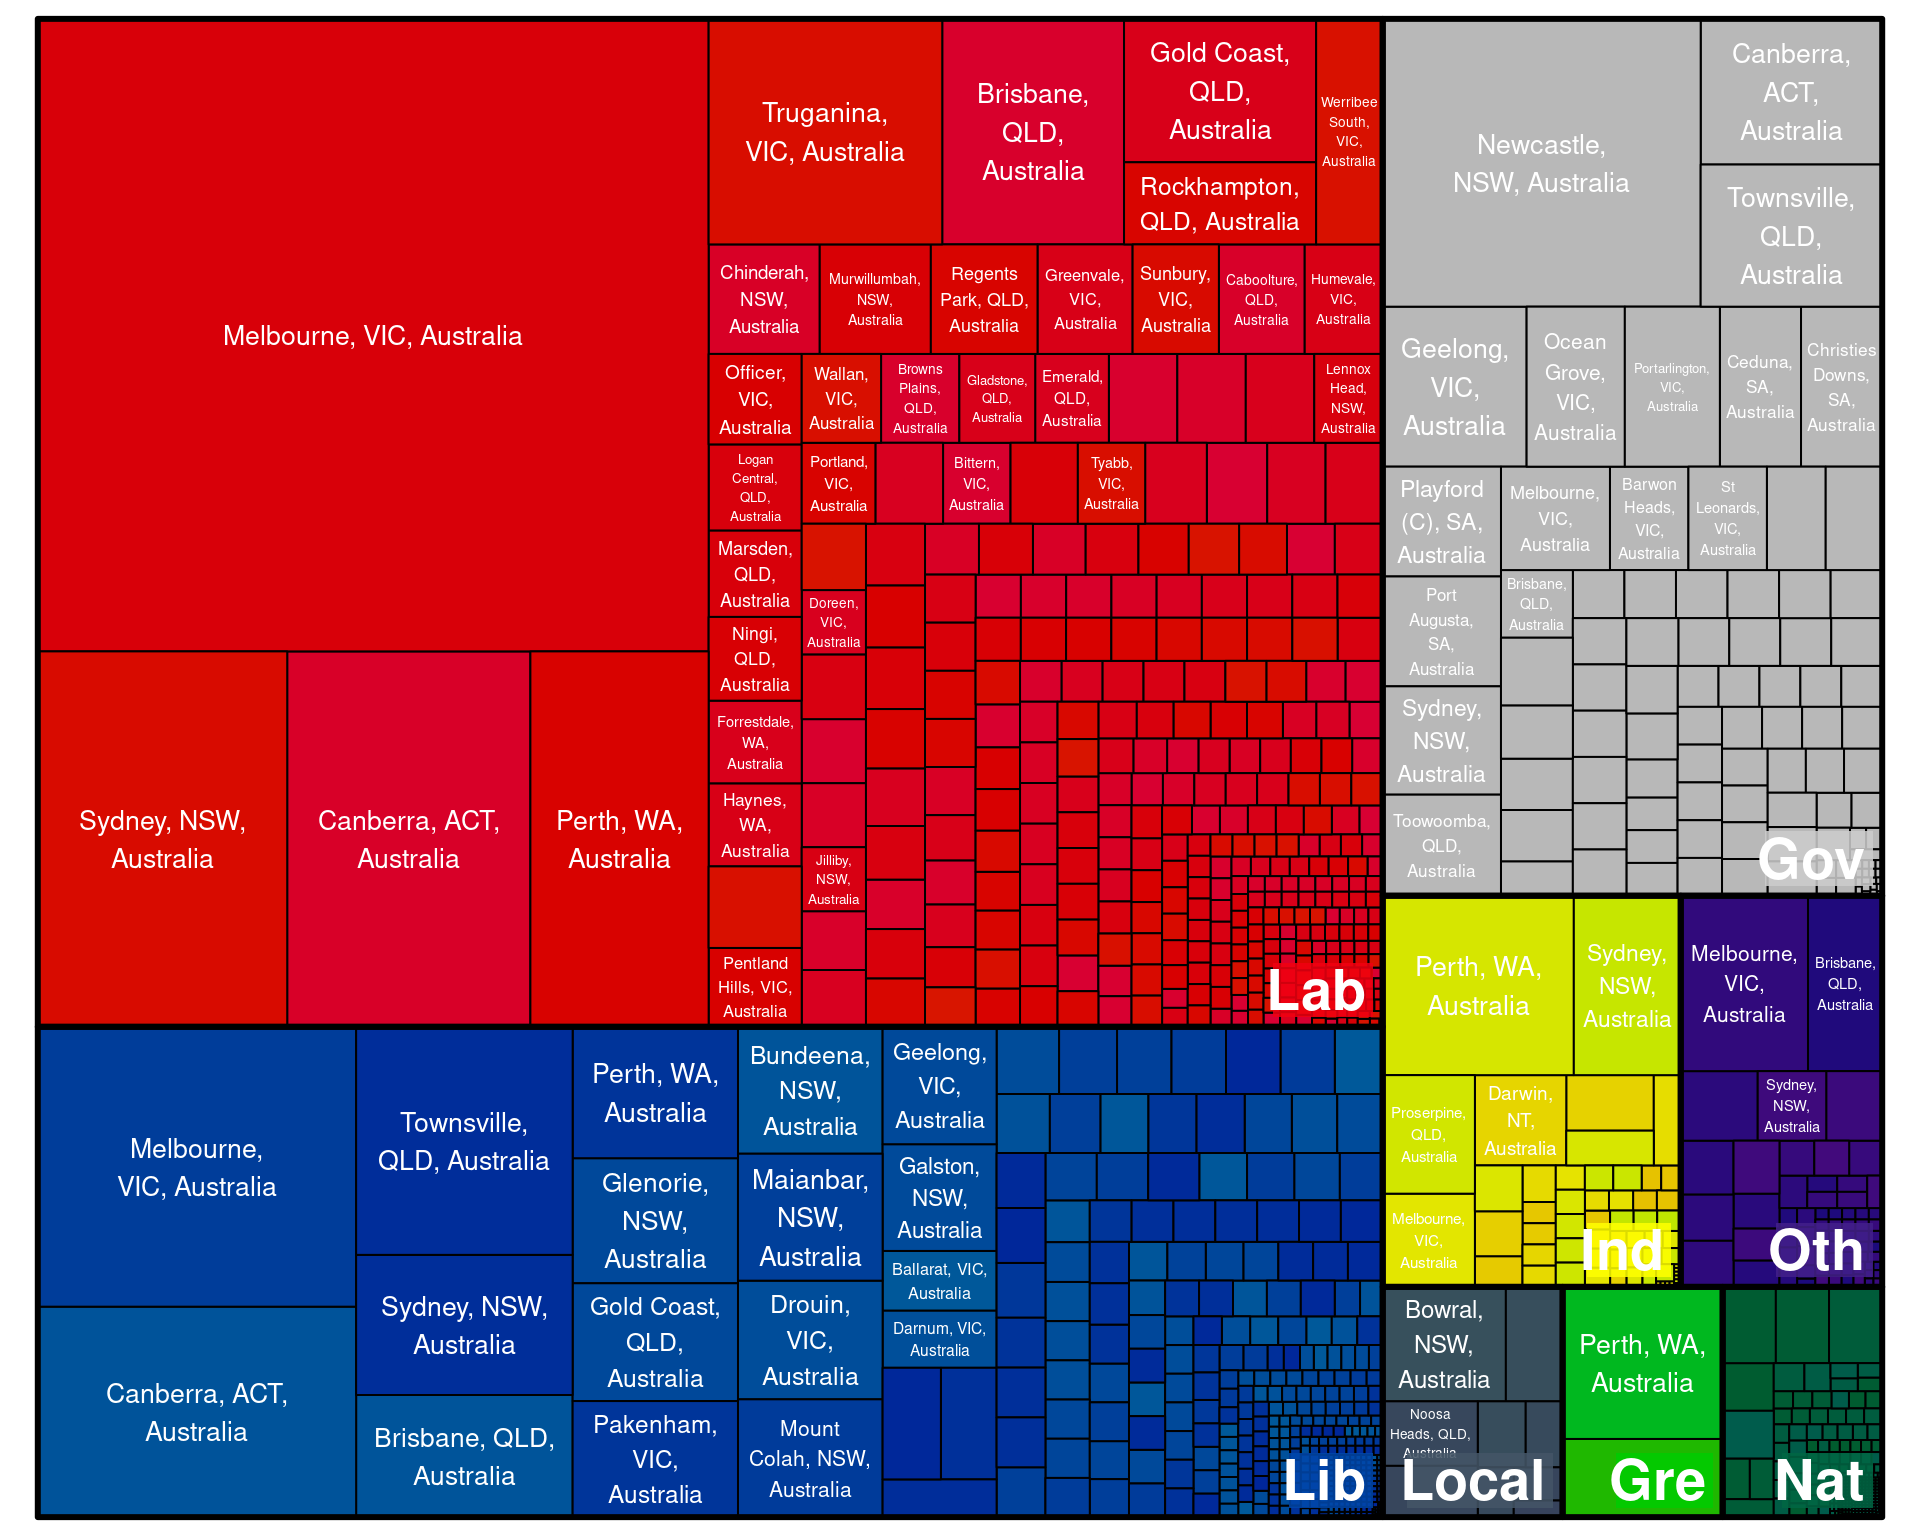 Melbourne, VIC, Australia
Sydney, NSW,
Australia
Canberra, ACT,
Australia
Perth, WA,
Australia
Truganina,
VIC, Australia
Brisbane,
QLD,
Australia
Gold Coast,
QLD,
Australia
Rockhampton,
QLD, Australia
Werribee
South,
VIC,
Australia
Chinderah,
NSW,
Australia
Murwillumbah,
NSW,
Australia
Regents
Park, QLD,
Australia
Greenvale,
VIC,
Australia
Sunbury,
VIC,
Australia
Caboolture,
QLD,
Australia
Humevale,
VIC,
Australia
Officer,
VIC,
Australia
Wallan,
VIC,
Australia
Browns
Plains,
QLD,
Australia
Gladstone,
QLD,
Australia
Emerald,
QLD,
Australia
Lennox
Head,
NSW,
Australia
Logan
Central,
QLD,
Australia
Portland,
VIC,
Australia
Bittern,
VIC,
Australia
Tyabb,
VIC,
Australia
Marsden,
QLD,
Australia
Doreen,
VIC,
Australia
Ningi,
QLD,
Australia
Forrestdale,
WA,
Australia
Haynes,
WA,
Australia
Jilliby,
NSW,
Australia
Pentland
Hills, VIC,
Australia
Lab
Newcastle,
NSW, Australia
Canberra,
ACT,
Australia
Townsville,
QLD,
Australia
Geelong,
VIC,
Australia
Ocean
Grove,
VIC,
Australia
Portarlington,
VIC,
Australia
Ceduna,
SA,
Australia
Christies
Downs,
SA,
Australia
Playford
(C), SA,
Australia
Melbourne,
VIC,
Australia
Barwon
Heads,
VIC,
Australia
St
Leonards,
VIC,
Australia
Port
Augusta,
SA,
Australia
Brisbane,
QLD,
Australia
Sydney,
NSW,
Australia
Toowoomba,
QLD,
Australia
Gov
Melbourne,
VIC, Australia
Canberra, ACT,
Australia
Townsville,
QLD, Australia
Sydney, NSW,
Australia
Brisbane, QLD,
Australia
Perth, WA,
Australia
Glenorie,
NSW,
Australia
Gold Coast,
QLD,
Australia
Pakenham,
VIC,
Australia
Bundeena,
NSW,
Australia
Maianbar,
NSW,
Australia
Drouin,
VIC,
Australia
Mount
Colah, NSW,
Australia
Geelong,
VIC,
Australia
Galston,
NSW,
Australia
Ballarat, VIC,
Australia
Darnum, VIC,
Australia
Lib
Perth, WA,
Australia
Sydney,
NSW,
Australia
Proserpine,
QLD,
Australia
Darwin,
NT,
Australia
Melbourne,
VIC,
Australia
Ind
Melbourne,
VIC,
Australia
Brisbane,
QLD,
Australia
Sydney,
NSW,
Australia
Oth
Bowral,
NSW,
Australia
Noosa
Heads, QLD,
Australia
Local
Perth, WA,
Australia
Gre
Nat